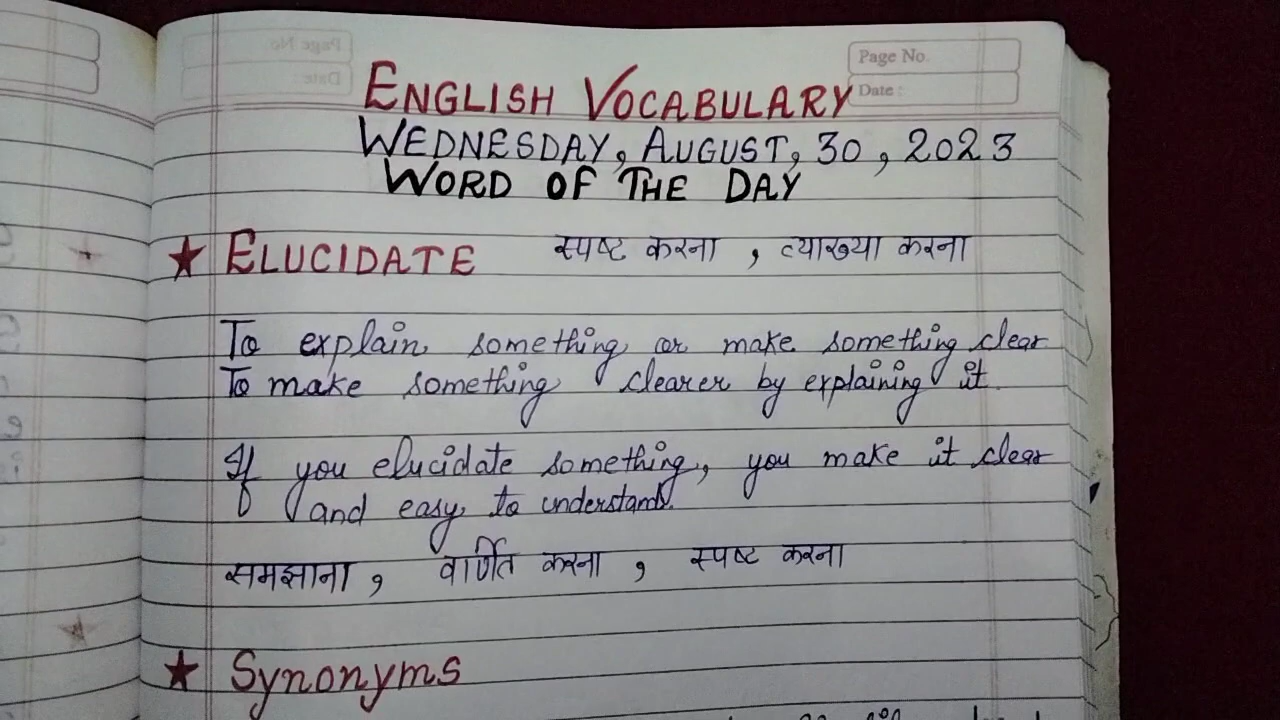 Page No.
Date :
ENGLISH VOCABULARY
WEDNESDAY, AUGUST, 30, 2023
WORD OF THE DAY
★ ELUCIDATE स्पष्ट करना , व्याख्या करना
To explain something or make something clear
To make something clearer by explaining it.
If you elucidate something, you make it clear
and easy to understand.
समझाना , वार्णित करना , स्पष्ट करना
★ Synonyms